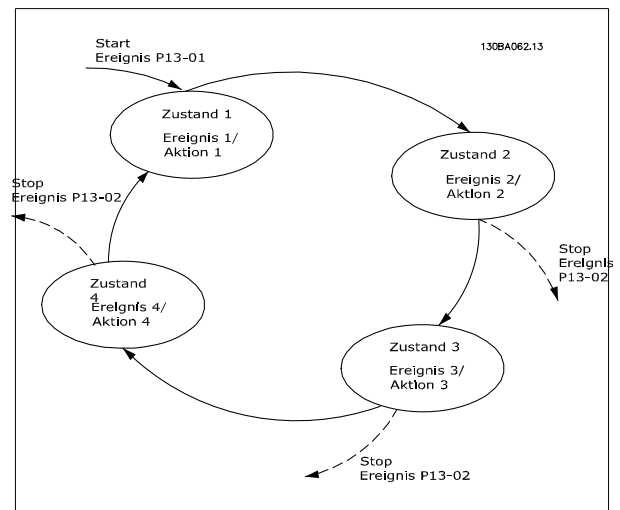 Start
Ereignis P13-01
130BA062.13
Zustand 1
Ereignis 1/
Aktion 1
Zustand 2
Ereignis 2/
Aktion 2
Stop
Ereignis P13-02
Stop
Ereignis
P13-02
Zustand
4
Ereignis 4/
Aktion 4
Zustand 3
Ereignis 3/
Aktion 3
Stop
Ereignis P13-02